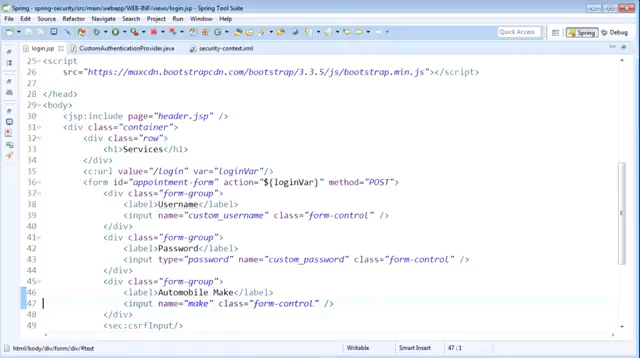 Spring - spring-security/src/main/webapp/WEB-INF/views/login.jsp - Spring Tool Suite
File Edit Source Refactor Navigate Search Project Run Window Help
Quick Access Spring Debug
login.jsp CustomAuthenticationProvider.java security-context.xml
25 <script
26 src="https://maxcdn.bootstrapcdn.com/bootstrap/3.3.5/js/bootstrap.min.js"></script>
28 </head>
29 <body>
30 <jsp:include page="header.jsp" />
31 <div class="container">
32 <div class="row">
33 <h1>Services</h1>
34 </div>
35 <c:url value="/login" var="loginVar"/>
36 <form id="appointment-form" action="${loginVar}" method="POST">
37 <div class="form-group">
38 <label>Username</label>
39 <input name="custom_username" class="form-control" />
40 </div>
41 <div class="form-group">
42 <label>Password</label>
43 <input type="password" name="custom_password" class="form-control" />
44 </div>
45 <div class="form-group">
46 <label>Automobile Make</label>
47 <input name="make" class="form-control" />
48 </div>
49 <sec:csrfInput/>
html/body/div/form/div/#text Writable Smart Insert 47 : 1